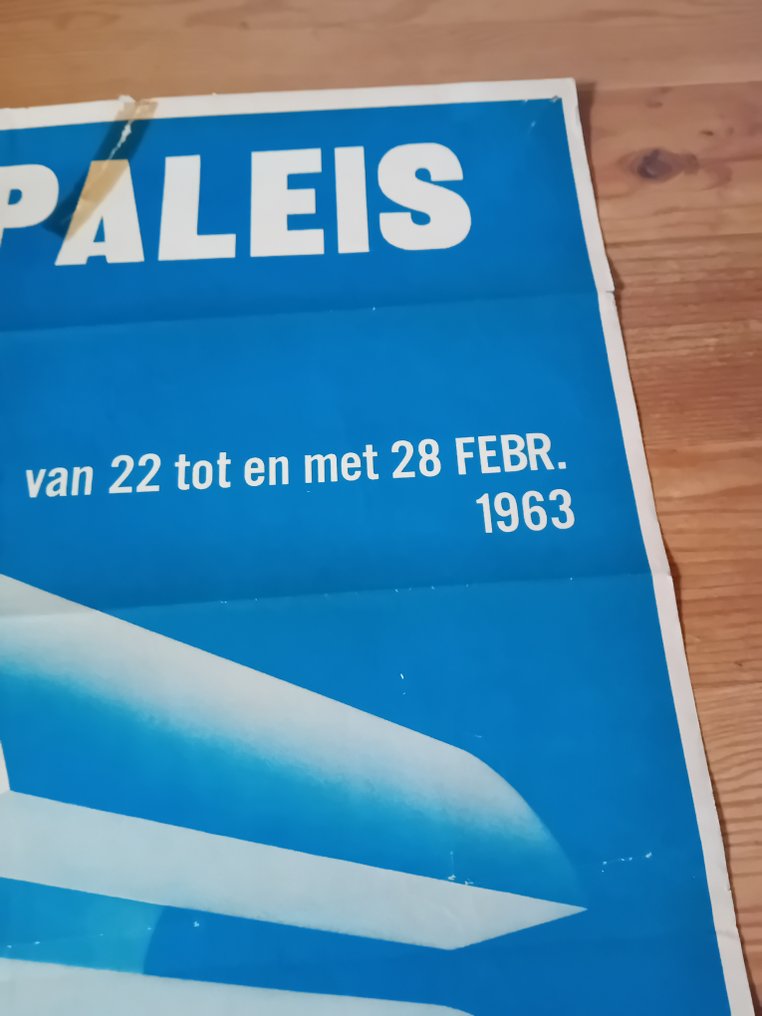 PALEIS
van 22 tot en met 28 FEBR.
1963